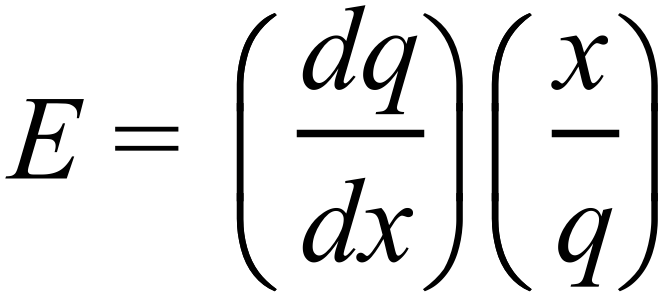 E = (dq/dx)(x/q)